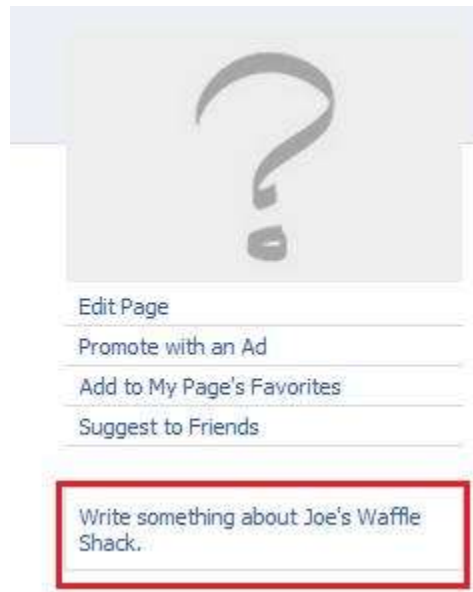 ?
Edit Page
Promote with an Ad
Add to My Page's Favorites
Suggest to Friends
Write something about Joe's Waffle
Shack.